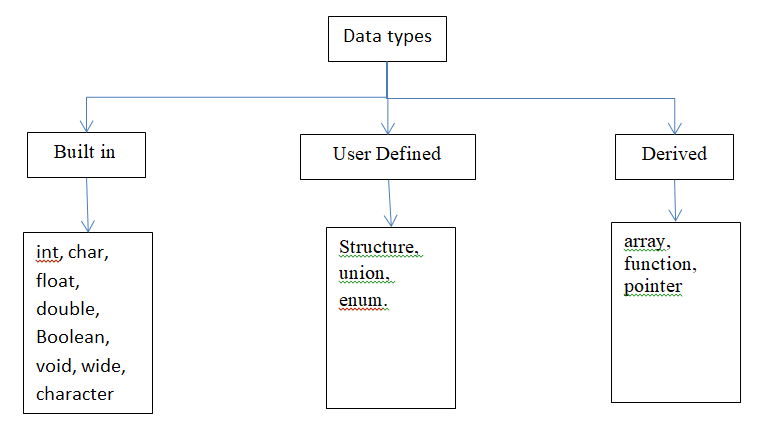 Data types
Built in
User Defined
Derived
int, char,
float,
double,
Boolean,
void, wide,
character
Structure,
union,
enum.
array,
function,
pointer